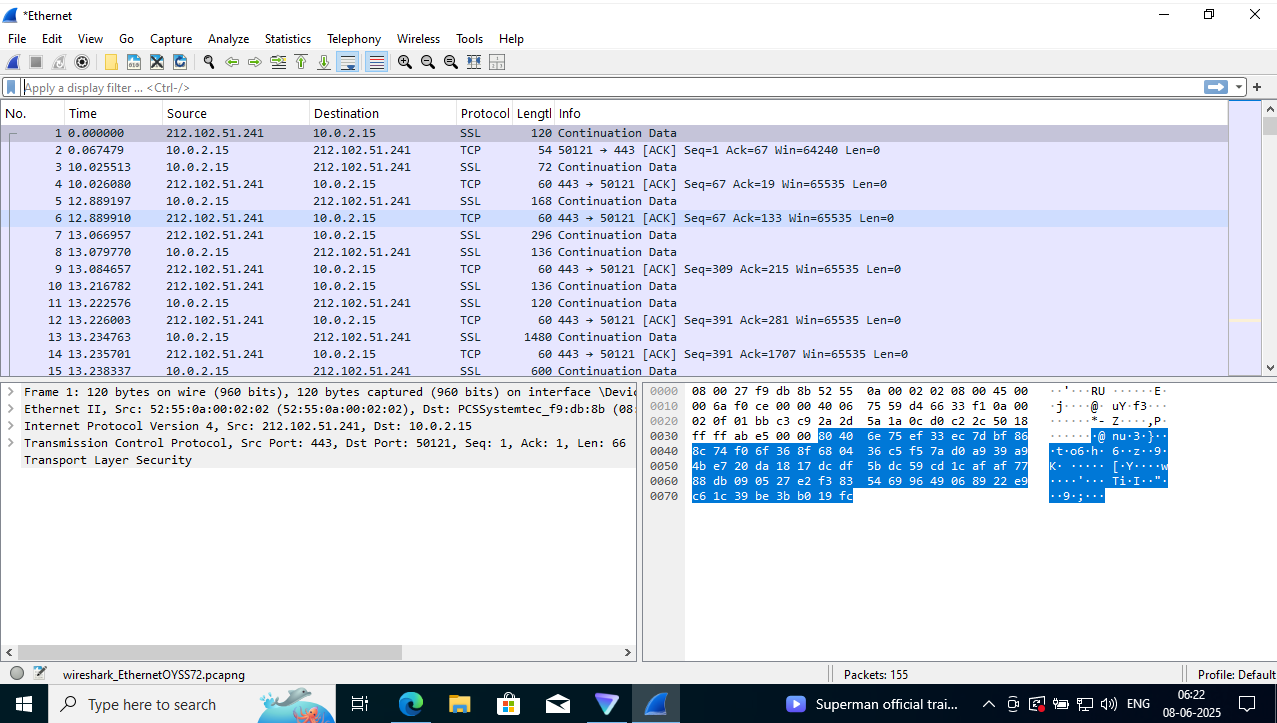 *Ethernet
File Edit View Go Capture Analyze Statistics Telephony Wireless Tools Help
Apply a display filter ... <Ctrl-/>
No. Time Source Destination Protocol Lengtl Info
1 0.000000 212.102.51.241 10.0.2.15 SSL 120 Continuation Data
2 0.067479 10.0.2.15 212.102.51.241 TCP 54 50121 → 443 [ACK] Seq=1 Ack=67 Win=64240 Len=0
3 10.025513 10.0.2.15 212.102.51.241 SSL 72 Continuation Data
4 10.026080 212.102.51.241 10.0.2.15 TCP 60 443 → 50121 [ACK] Seq=67 Ack=19 Win=65535 Len=0
5 12.889197 10.0.2.15 212.102.51.241 SSL 168 Continuation Data
6 12.889910 212.102.51.241 10.0.2.15 TCP 60 443 → 50121 [ACK] Seq=67 Ack=133 Win=65535 Len=0
7 13.066957 212.102.51.241 10.0.2.15 SSL 296 Continuation Data
8 13.079770 10.0.2.15 212.102.51.241 SSL 136 Continuation Data
9 13.084657 212.102.51.241 10.0.2.15 TCP 60 443 → 50121 [ACK] Seq=309 Ack=215 Win=65535 Len=0
10 13.216782 212.102.51.241 10.0.2.15 SSL 136 Continuation Data
11 13.222576 10.0.2.15 212.102.51.241 SSL 120 Continuation Data
12 13.226003 212.102.51.241 10.0.2.15 TCP 60 443 → 50121 [ACK] Seq=391 Ack=281 Win=65535 Len=0
13 13.234763 10.0.2.15 212.102.51.241 SSL 1480 Continuation Data
14 13.235701 212.102.51.241 10.0.2.15 TCP 60 443 → 50121 [ACK] Seq=391 Ack=1707 Win=65535 Len=0
15 13.238337 10.0.2.15 212.102.51.241 SSL 600 Continuation Data
Frame 1: 120 bytes on wire (960 bits), 120 bytes captured (960 bits) on interface \Devic
Ethernet II, Src: 52:55:0a:00:02:02 (52:55:0a:00:02:02), Dst: PCSSystemtec_f9:db:8b (08:
Internet Protocol Version 4, Src: 212.102.51.241, Dst: 10.0.2.15
Transmission Control Protocol, Src Port: 443, Dst Port: 50121, Seq: 1, Ack: 1, Len: 66
Transport Layer Security
0000 08 00 27 f9 db 8b 52 55 0a 00 02 02 08 00 45 00 ··'···RU ······E·
0010 00 6a f0 ce 00 00 40 06 75 59 d4 66 33 f1 0a 00 ·j····@· uY·f3···
0020 02 0f 01 bb c3 c9 2a 2d 5a 1a 0c d0 c2 2c 50 18 ······*- Z····,P·
0030 ff ff ab e5 00 00 80 40 6e 75 ef 33 ec 7d bf 86 ·······@ nu·3·}··
0040 8c 74 f0 6f 36 8f 68 04 36 c5 f5 7a d0 a9 39 a9 ·t·o6·h· 6··z··9·
0050 4b e7 20 da 18 17 dc df 5b dc 59 cd 1c af af 77 K· ····· [·Y····w
0060 88 db 09 05 27 e2 f3 83 54 69 96 49 06 89 22 e9 ····'··· Ti·I··"·
0070 c6 1c 39 be 3b b0 19 fc ··9·;···
wireshark_EthernetOYSS72.pcapng Packets: 155 Profile: Default
Type here to search Superman official trai... ENG 06:22
08-06-2025